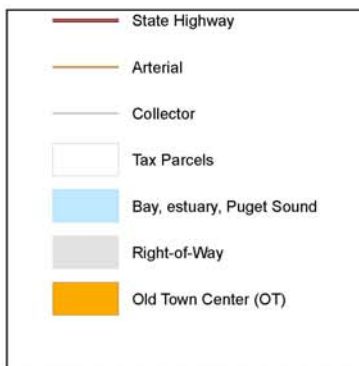 State Highway
Arterial
Collector
Tax Parcels
Bay, estuary, Puget Sound
Right-of-Way
Old Town Center (OT)